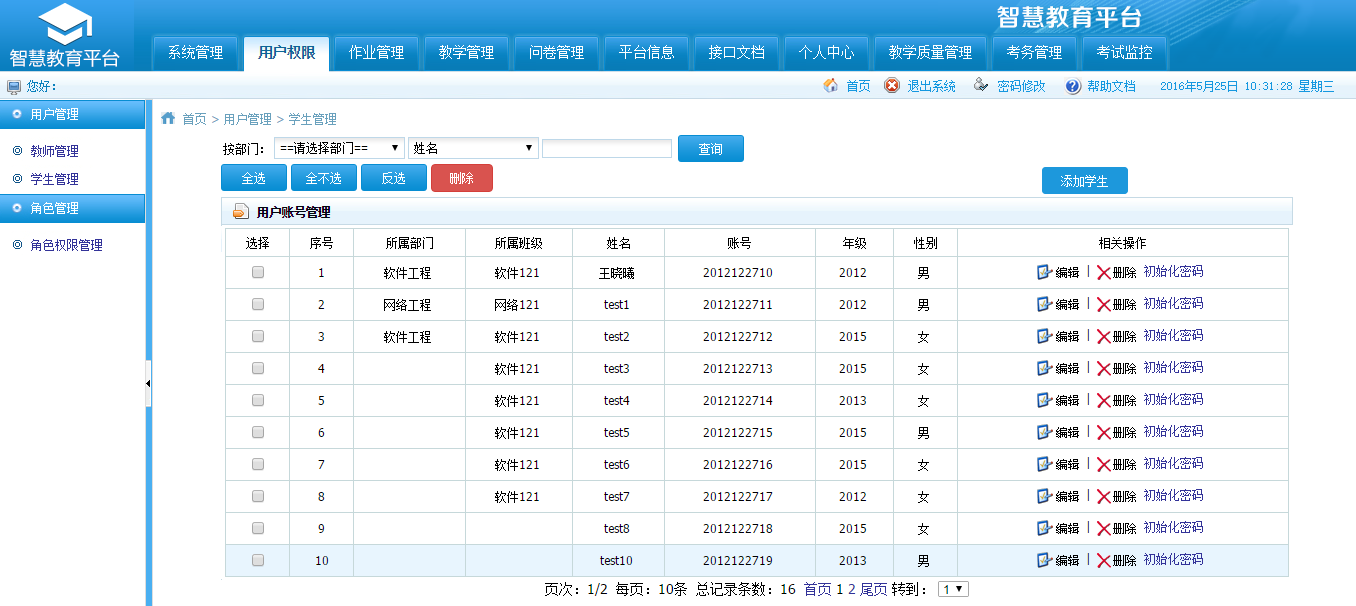 智慧教育平台
智慧教育平台
系统管理 用户权限 作业管理 教学管理 问卷管理 平台信息 接口文档 个人中心 教学质量管理 考务管理 考试监控
您好： 首页 退出系统 密码修改 帮助文档 2016年5月25日 10:31:28 星期三
用户管理
教师管理
学生管理
角色管理
角色权限管理
首页 > 用户管理 > 学生管理
按部门： ==请选择部门== 姓名 查询
全选 全不选 反选 删除 添加学生
用户账号管理
选择 序号 所属部门 所属班级 姓名 账号 年级 性别 相关操作
1 软件工程 软件121 王晓曦 2012122710 2012 男 编辑 | 删除 初始化密码
2 网络工程 网络121 test1 2012122711 2012 男 编辑 | 删除 初始化密码
3 软件工程 软件121 test2 2012122712 2015 女 编辑 | 删除 初始化密码
4 软件121 test3 2012122713 2015 女 编辑 | 删除 初始化密码
5 软件121 test4 2012122714 2013 女 编辑 | 删除 初始化密码
6 软件121 test5 2012122715 2015 男 编辑 | 删除 初始化密码
7 软件121 test6 2012122716 2015 女 编辑 | 删除 初始化密码
8 软件121 test7 2012122717 2012 女 编辑 | 删除 初始化密码
9 test8 2012122718 2015 女 编辑 | 删除 初始化密码
10 test10 2012122719 2013 男 编辑 | 删除 初始化密码
页次：1/2 每页：10条 总记录条数：16 首页 1 2 尾页 转到： 1